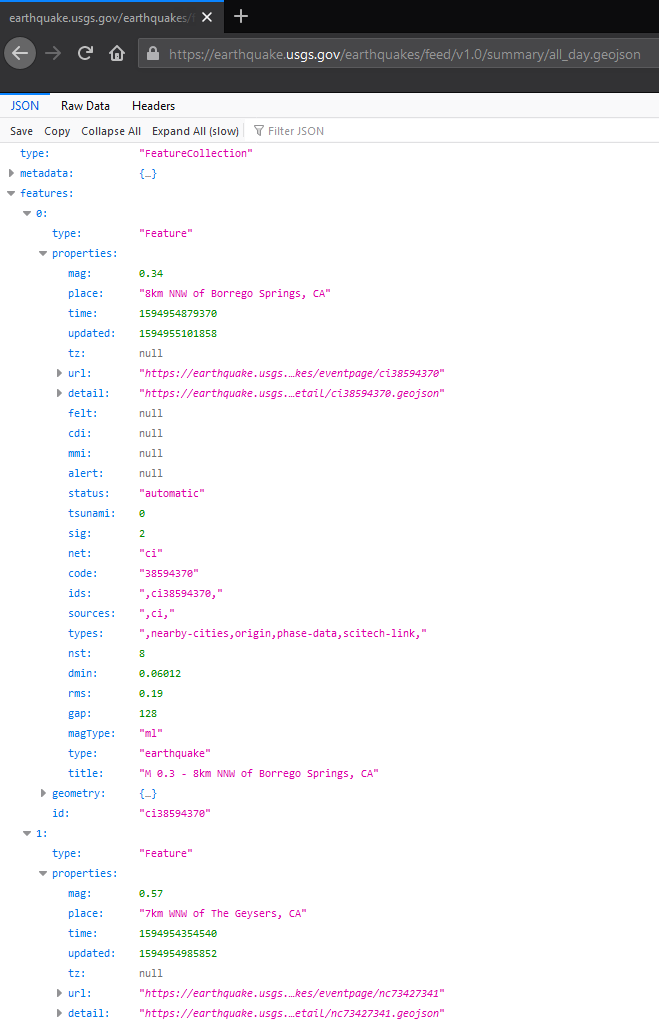 earthquake.usgs.gov/earthquakes/f
https://earthquake.usgs.gov/earthquakes/feed/v1.0/summary/all_day.geojson
JSON Raw Data Headers
Save Copy Collapse All Expand All (slow) Filter JSON
type: "FeatureCollection"
metadata: {…}
features:
0:
type: "Feature"
properties:
mag: 0.34
place: "8km NNW of Borrego Springs, CA"
time: 1594954879370
updated: 1594955101858
tz: null
url: "https://earthquake.usgs.…kes/eventpage/ci38594370"
detail: "https://earthquake.usgs.…etail/ci38594370.geojson"
felt: null
cdi: null
mmi: null
alert: null
status: "automatic"
tsunami: 0
sig: 2
net: "ci"
code: "38594370"
ids: ",ci38594370,"
sources: ",ci,"
types: ",nearby-cities,origin,phase-data,scitech-link,"
nst: 8
dmin: 0.06012
rms: 0.19
gap: 128
magType: "ml"
type: "earthquake"
title: "M 0.3 - 8km NNW of Borrego Springs, CA"
geometry: {…}
id: "ci38594370"
1:
type: "Feature"
properties:
mag: 0.57
place: "7km WNW of The Geysers, CA"
time: 1594954354540
updated: 1594954985852
tz: null
url: "https://earthquake.usgs.…kes/eventpage/nc73427341"
detail: "https://earthquake.usgs.…etail/nc73427341.geojson"